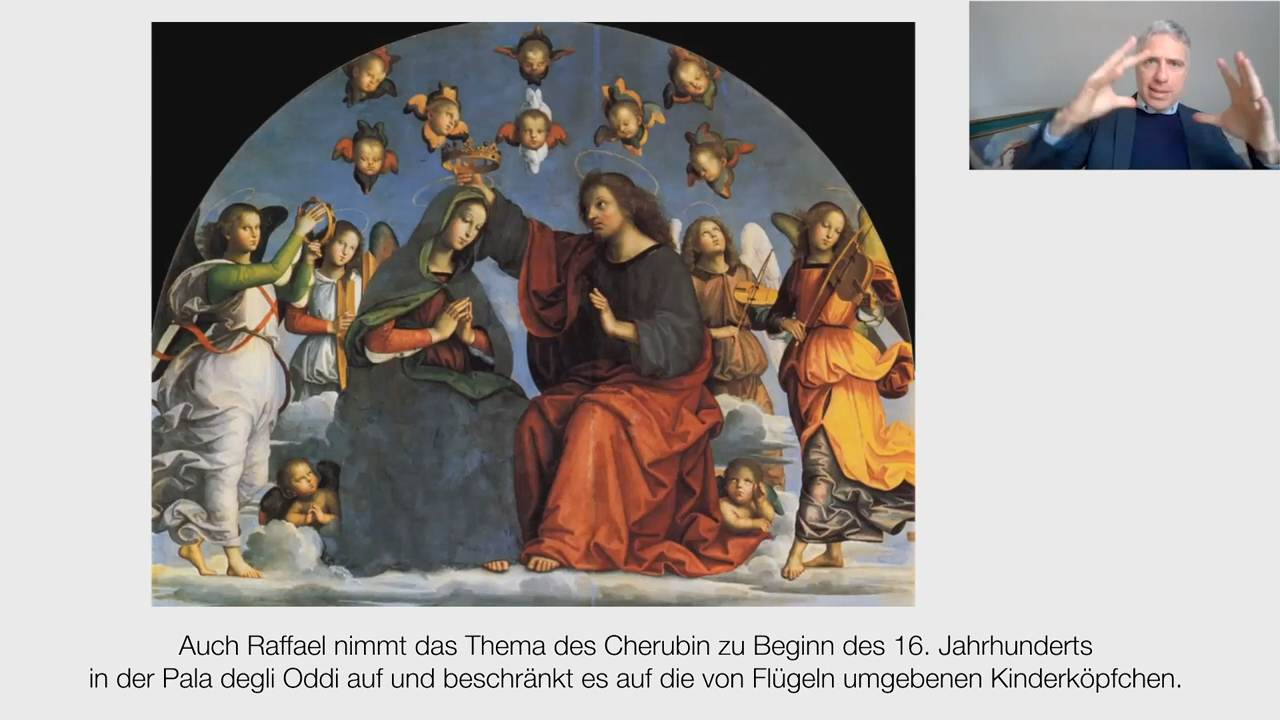 Auch Raffael nimmt das Thema des Cherubin zu Beginn des 16. Jahrhunderts
in der Pala degli Oddi auf und beschränkt es auf die von Flügeln umgebenen Kinderköpfchen.